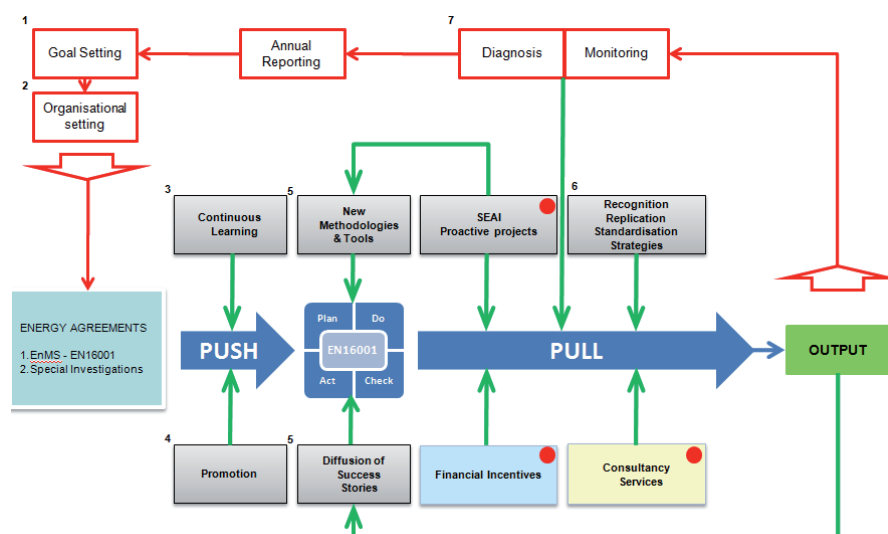 1
Goal Setting
Annual
Reporting
7
Diagnosis
Monitoring
2
Organisational
setting
3
Continuous
Learning
5
New
Methodologies
& Tools
SEAI
Proactive projects
6
Recognition
Replication
Standardisation
Strategies
ENERGY AGREEMENTS
1. EnMS - EN16001
2. Special Investigations
PUSH
Plan
Do
EN16001
Act
Check
PULL
OUTPUT
4
Promotion
5
Diffusion of
Success
Stories
Financial Incentives
Consultancy
Services